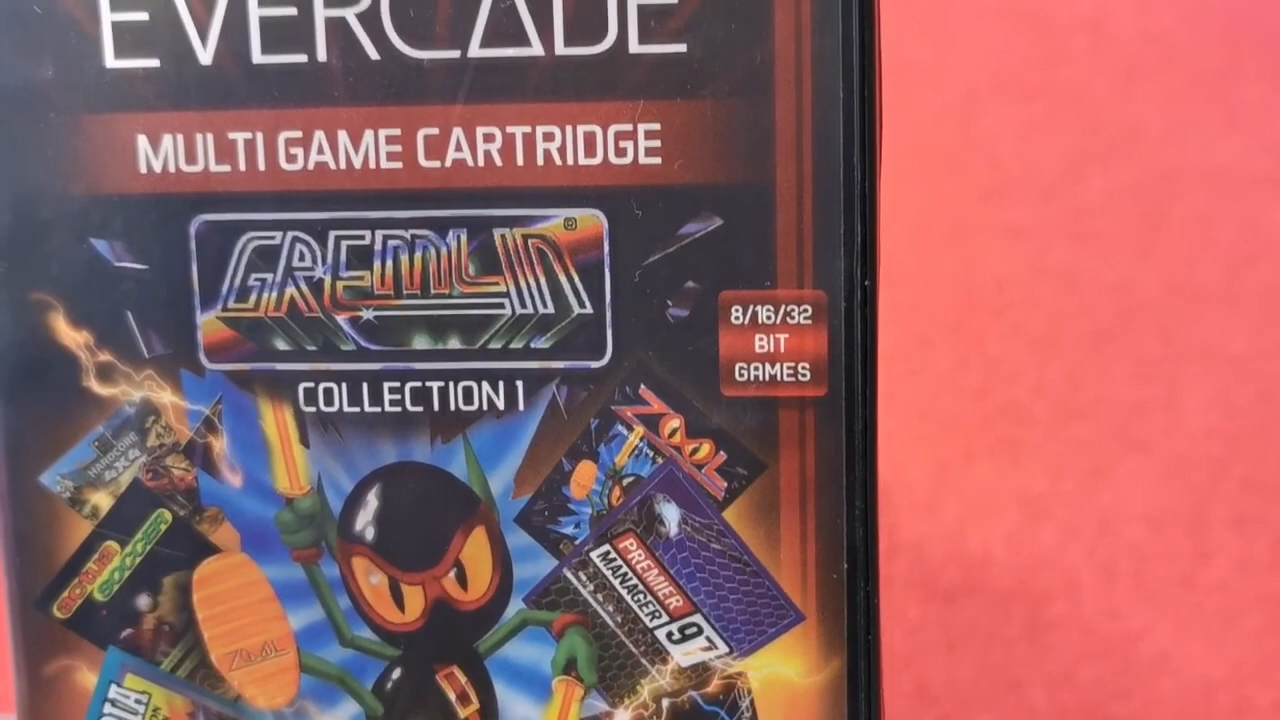 EVERCADE
MULTI GAME CARTRIDGE
GREMLIN
COLLECTION 1
8/16/32
BIT
GAMES
HARDCORE
4X4
ZOOL
actua
SOCCER
PREMIER
MANAGER 97
ZOOL